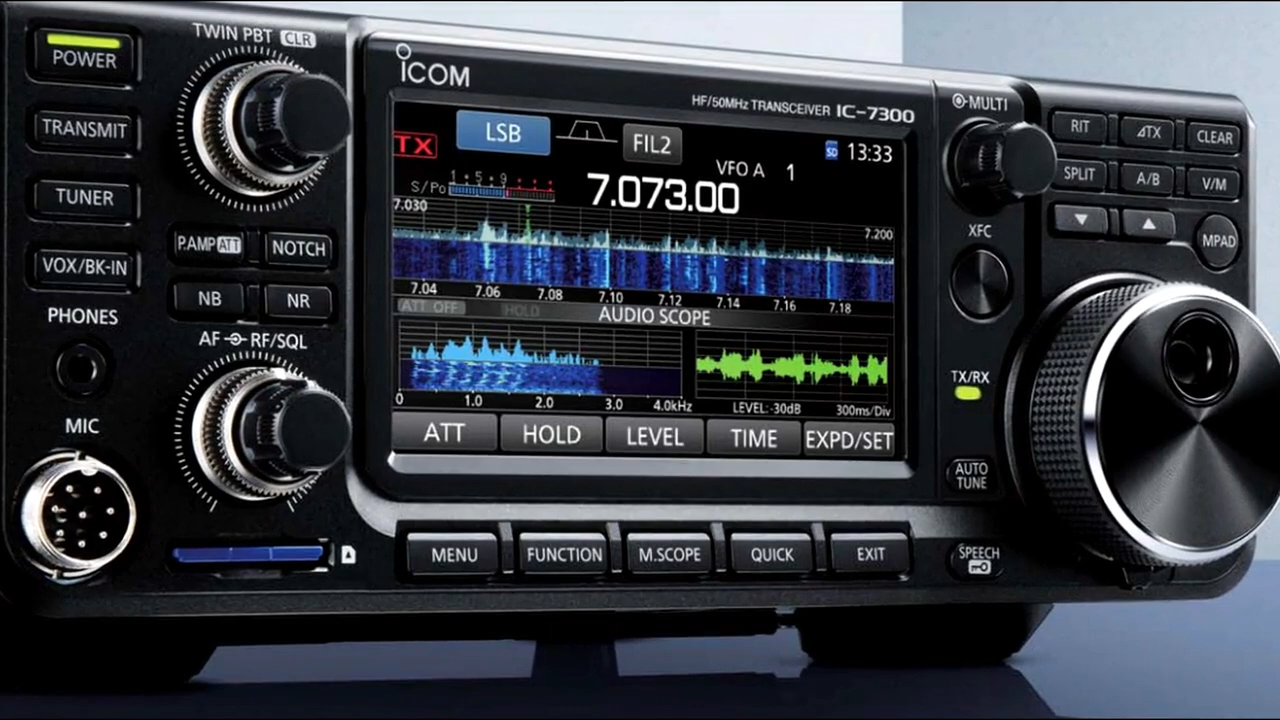 POWER
TRANSMIT
TUNER
VOX/BK-IN
PHONES
MIC
TWIN PBT CLR
P.AMP ATT NOTCH
NB NR
AF RF/SQL
ICOM
HF/50MHz TRANSCEIVER IC-7300
TX LSB FIL2 SD 13:33
VFO A 1
S/Po 1 5 9
7.073.00
7.030 7.200
7.04 7.06 7.08 7.10 7.12 7.14 7.16 7.18
ATT OFF HOLD AUDIO SCOPE
0 1.0 2.0 3.0 4.0kHz LEVEL:-30dB 300ms/Div
ATT HOLD LEVEL TIME EXPD/SET
MENU FUNCTION M.SCOPE QUICK EXIT
MULTI
XFC
TX/RX
AUTO
TUNE
SPEECH
RIT ⊿TX CLEAR
SPLIT A/B V/M
▼ ▲ MPAD